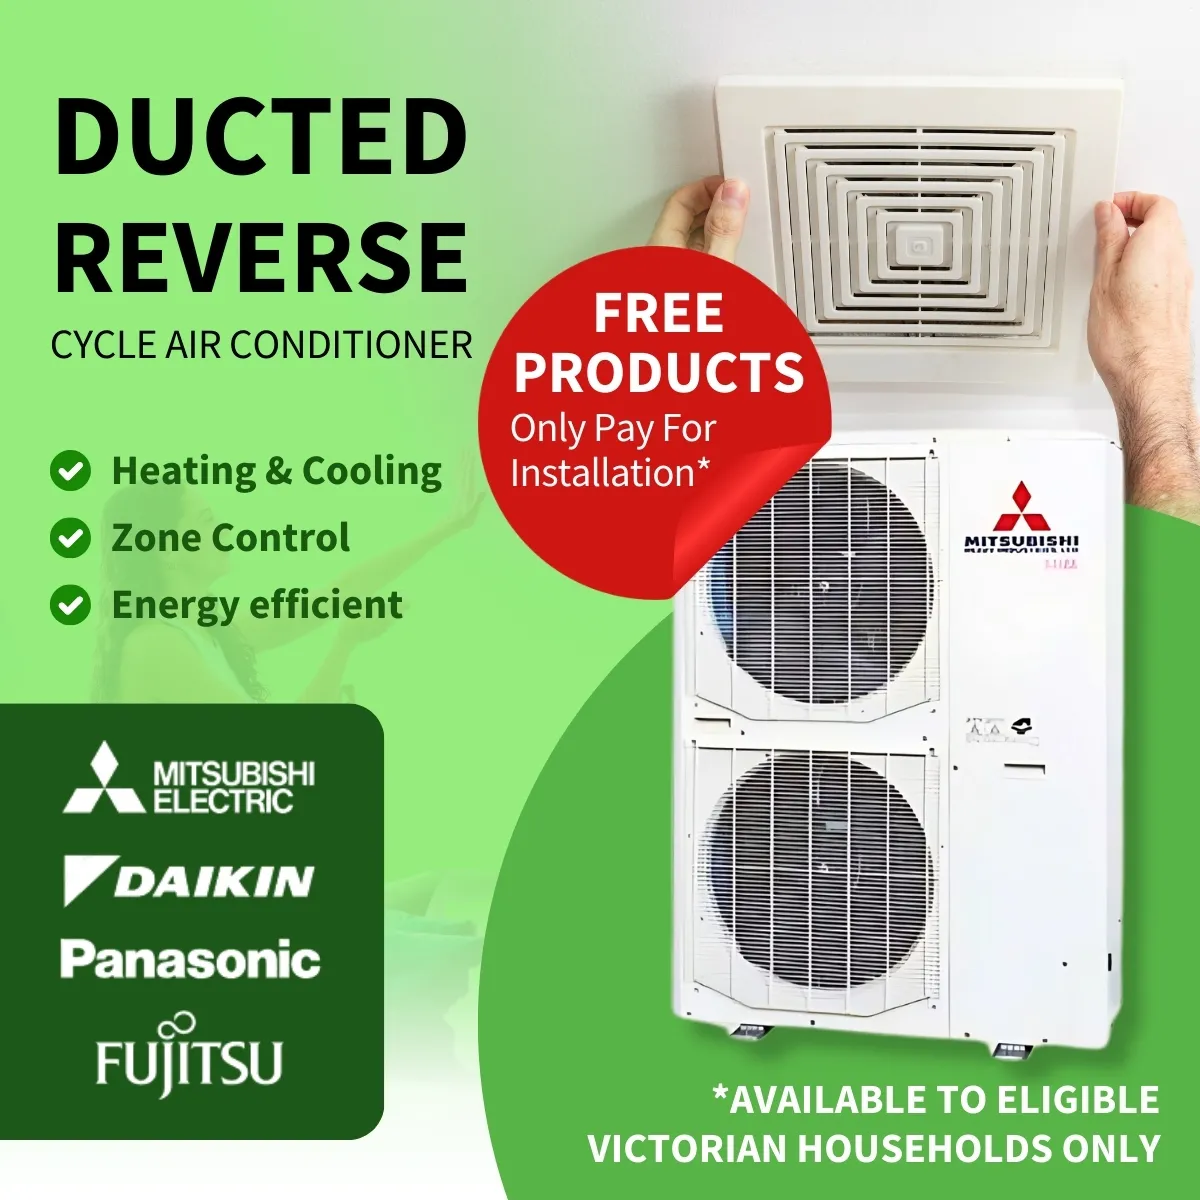 DUCTED
REVERSE
CYCLE AIR CONDITIONER
Heating & Cooling
Zone Control
Energy efficient
FREE
PRODUCTS
Only Pay For
Installation*
MITSUBISHI
MITSUBISHI
ELECTRIC
DAIKIN
Panasonic
FUJITSU
*AVAILABLE TO ELIGIBLE
VICTORIAN HOUSEHOLDS ONLY